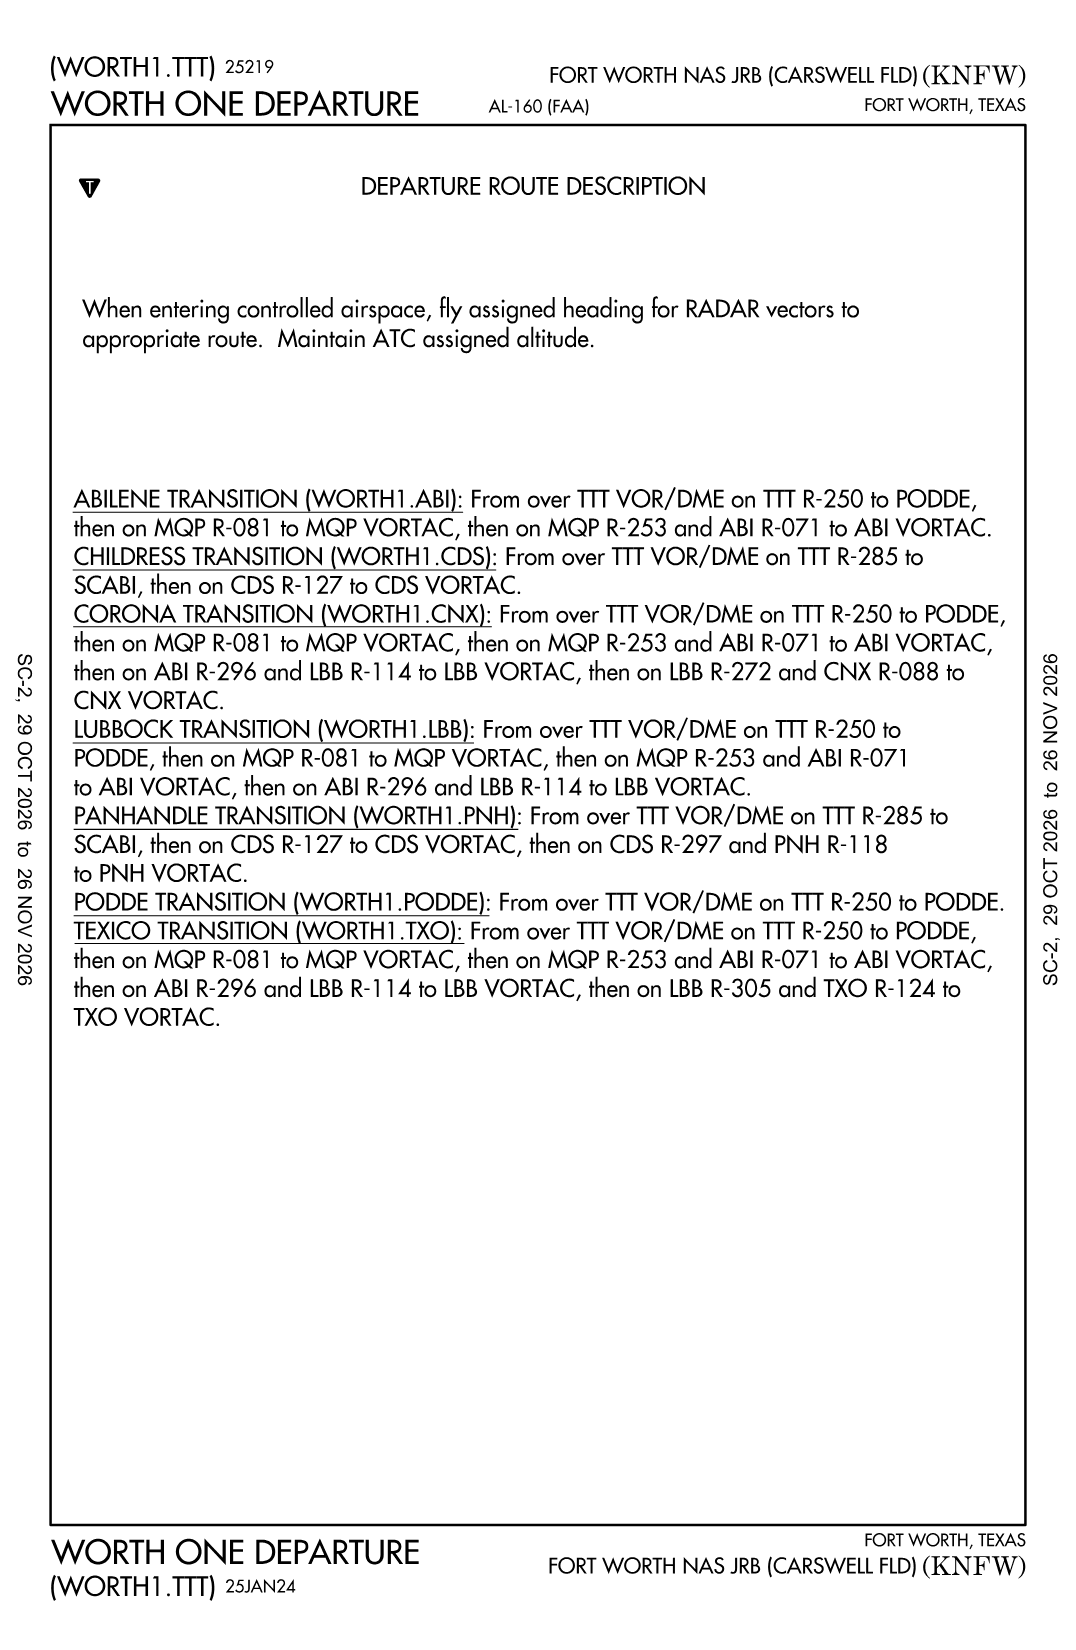 (WORTH1.TTT) 25219
FORT WORTH NAS JRB (CARSWELL FLD) (KNFW)
WORTH ONE DEPARTURE
AL-160 (FAA)
FORT WORTH, TEXAS
T
DEPARTURE ROUTE DESCRIPTION
When entering controlled airspace, fly assigned heading for RADAR vectors to
appropriate route. Maintain ATC assigned altitude.
ABILENE TRANSITION (WORTH1.ABI): From over TTT VOR/DME on TTT R-250 to PODDE,
then on MQP R-081 to MQP VORTAC, then on MQP R-253 and ABI R-071 to ABI VORTAC.
CHILDRESS TRANSITION (WORTH1.CDS): From over TTT VOR/DME on TTT R-285 to
SCABI, then on CDS R-127 to CDS VORTAC.
CORONA TRANSITION (WORTH1.CNX): From over TTT VOR/DME on TTT R-250 to PODDE,
then on MQP R-081 to MQP VORTAC, then on MQP R-253 and ABI R-071 to ABI VORTAC,
then on ABI R-296 and LBB R-114 to LBB VORTAC, then on LBB R-272 and CNX R-088 to
CNX VORTAC.
LUBBOCK TRANSITION (WORTH1.LBB): From over TTT VOR/DME on TTT R-250 to
PODDE, then on MQP R-081 to MQP VORTAC, then on MQP R-253 and ABI R-071
to ABI VORTAC, then on ABI R-296 and LBB R-114 to LBB VORTAC.
PANHANDLE TRANSITION (WORTH1.PNH): From over TTT VOR/DME on TTT R-285 to
SCABI, then on CDS R-127 to CDS VORTAC, then on CDS R-297 and PNH R-118
to PNH VORTAC.
PODDE TRANSITION (WORTH1.PODDE): From over TTT VOR/DME on TTT R-250 to PODDE.
TEXICO TRANSITION (WORTH1.TXO): From over TTT VOR/DME on TTT R-250 to PODDE,
then on MQP R-081 to MQP VORTAC, then on MQP R-253 and ABI R-071 to ABI VORTAC,
then on ABI R-296 and LBB R-114 to LBB VORTAC, then on LBB R-305 and TXO R-124 to
TXO VORTAC.
SC-2, 29 OCT 2026 to 26 NOV 2026
SC-2, 29 OCT 2026 to 26 NOV 2026
WORTH ONE DEPARTURE
FORT WORTH, TEXAS
FORT WORTH NAS JRB (CARSWELL FLD) (KNFW)
(WORTH1.TTT) 25JAN24